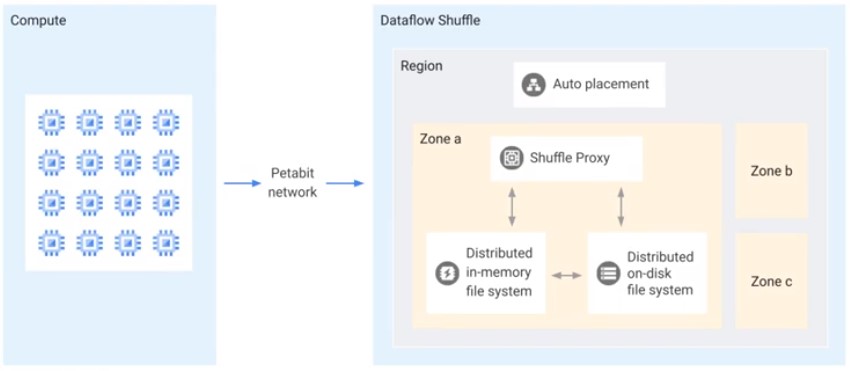 Compute
Dataflow Shuffle
Region
Auto placement
Zone a
Shuffle Proxy
Petabit
network
Zone b
Distributed
in-memory
file system
Distributed
on-disk
file system
Zone c